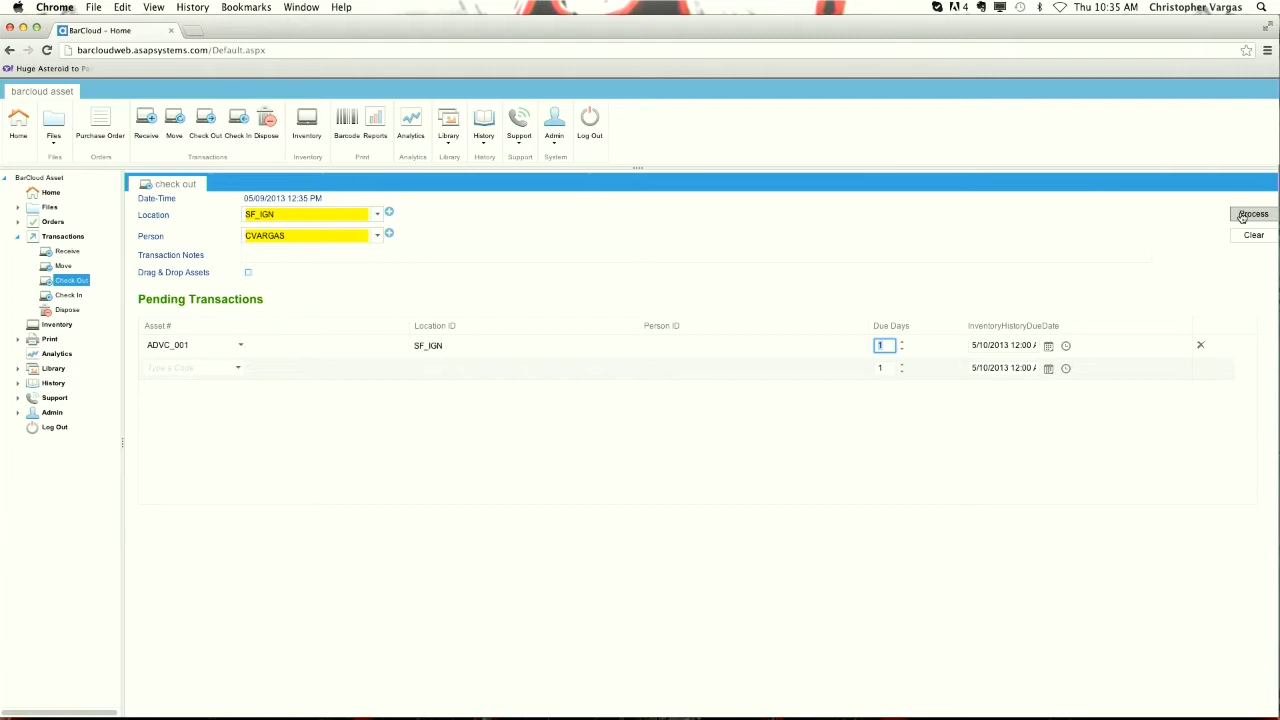 Chrome File Edit View History Bookmarks Window Help 4 Thu 10:35 AM Christopher Vargas
BarCloud – Home
barcloudweb.asapsystems.com/Default.aspx
Huge Asteroid to Pa
barcloud asset
Home Files Purchase Order Receive Move Check Out Check In Dispose Inventory Barcode Reports Analytics Library History Support Admin Log Out
Files Orders Transactions Inventory Print Analytics Library History Support System
BarCloud Asset
Home
Files
Orders
Transactions
Receive
Move
Check Out
Check In
Dispose
Inventory
Print
Analytics
Library
History
Support
Admin
Log Out
check out
Date-Time 05/09/2013 12:35 PM
Location SF_IGN Process
Person CVARGAS Clear
Transaction Notes
Drag & Drop Assets
Pending Transactions
Asset # Location ID Person ID Due Days InventoryHistoryDueDate
ADVC_001 SF_IGN 1 5/10/2013 12:00 A
Type a Code 1 5/10/2013 12:00 A